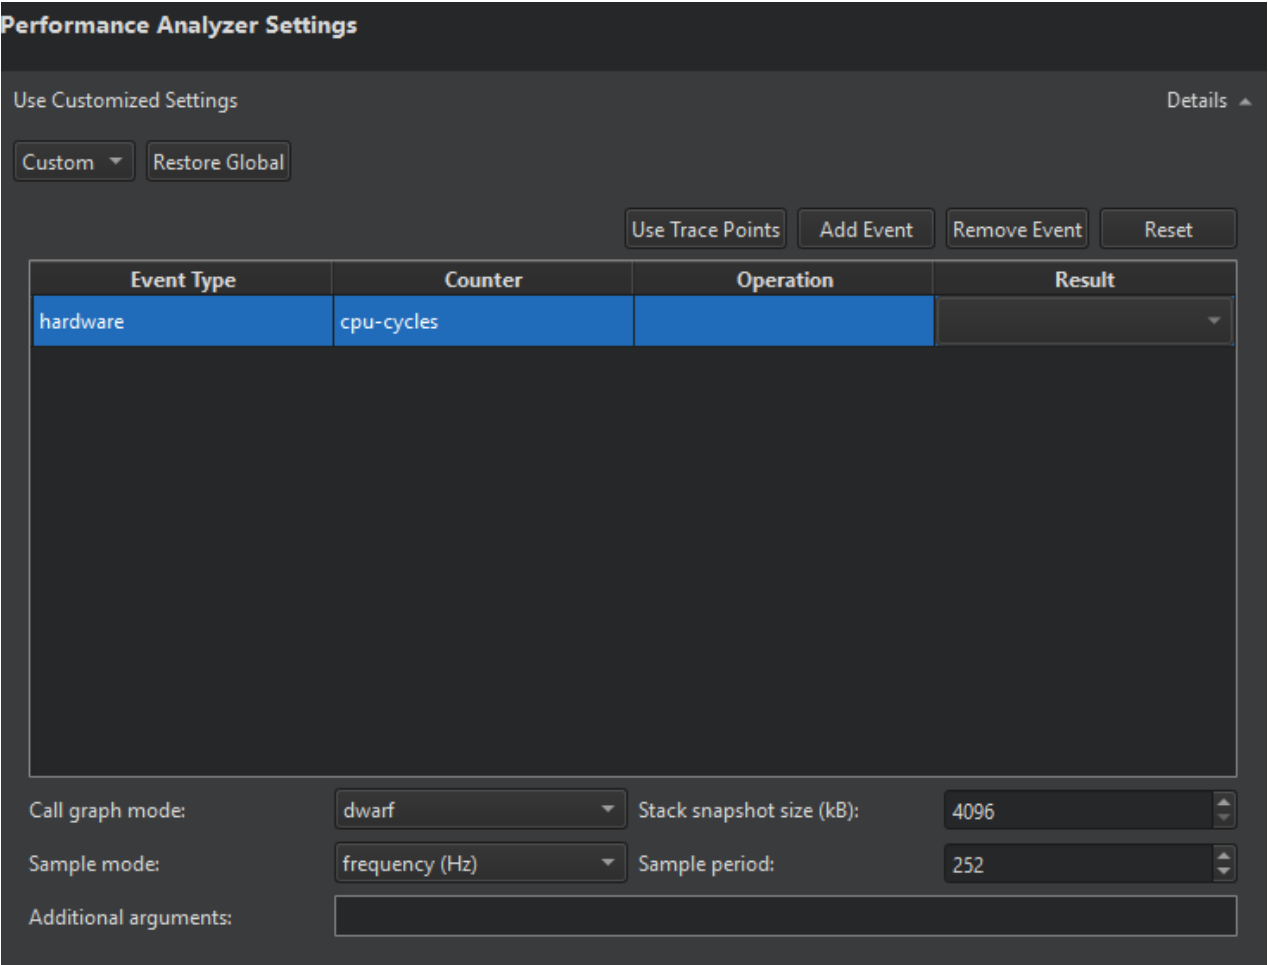 Performance Analyzer Settings
Use Customized Settings Details
Custom Restore Global
Use Trace Points Add Event Remove Event Reset
Event Type Counter Operation Result
hardware cpu-cycles
Call graph mode: dwarf Stack snapshot size (kB): 4096
Sample mode: frequency (Hz) Sample period: 252
Additional arguments: